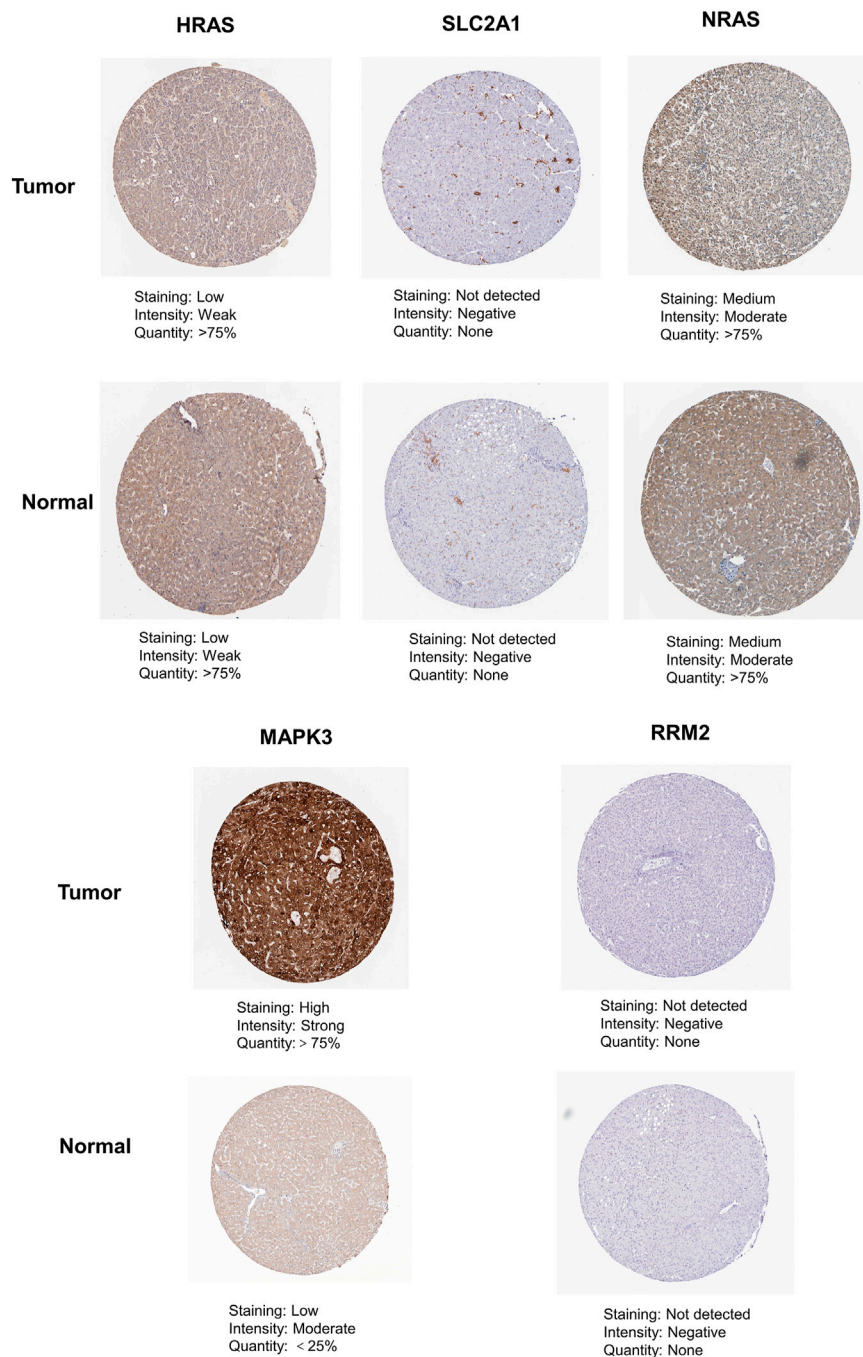 HRAS SLC2A1 NRAS
Tumor
Staining: Low
Intensity: Weak
Quantity: >75%
Staining: Not detected
Intensity: Negative
Quantity: None
Staining: Medium
Intensity: Moderate
Quantity: >75%
Normal
Staining: Low
Intensity: Weak
Quantity: >75%
Staining: Not detected
Intensity: Negative
Quantity: None
Staining: Medium
Intensity: Moderate
Quantity: >75%
MAPK3 RRM2
Tumor
Staining: High
Intensity: Strong
Quantity: > 75%
Staining: Not detected
Intensity: Negative
Quantity: None
Normal
Staining: Low
Intensity: Moderate
Quantity: < 25%
Staining: Not detected
Intensity: Negative
Quantity: None